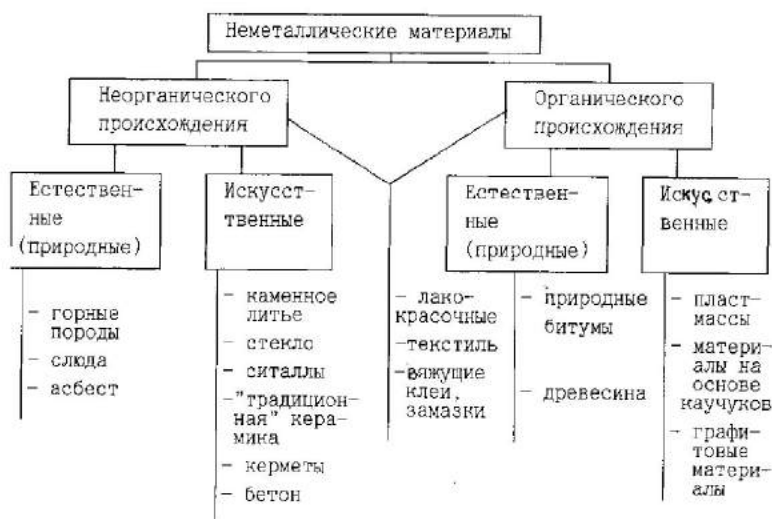 Неметаллические материалы
Неорганического
происхождения
Органического
происхождения
Естествен-
ные
(природные)
Искусст-
твенные
Естествен-
ные
(природные)
Искус ст-
венные
- горные
породы
- слюда
- асбест
- каменное
литье
- стекло
- ситаллы
-"традицион-
ная" кера-
мика
- керметы
- бетон
- лако-
красочные
-текстиль
-вяжущие
клеи,
замазки
- природные
битумы
- древесина
- пласт-
массы
- матери-
алы на
основе
каучуков
- графи-
товые
матери-
алы